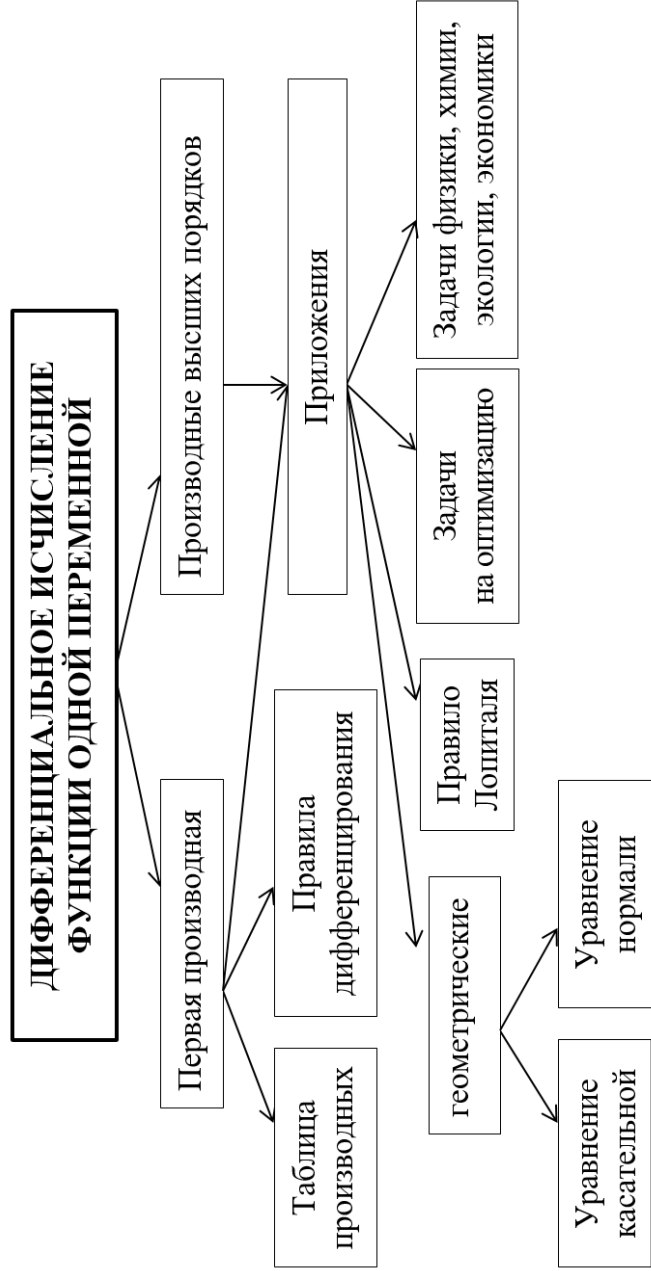 ДИФФЕРЕНЦИАЛЬНОЕ ИСЧИСЛЕНИЕ
ФУНКЦИИ ОДНОЙ ПЕРЕМЕННОЙ
Первая производная
Производные высших порядков
Таблица
производных
Правила
дифференцирования
Приложения
геометрические
Правило
Лопиталя
Задачи
на оптимизацию
Задачи физики, химии,
экологии, экономики
Уравнение
касательной
Уравнение
нормали